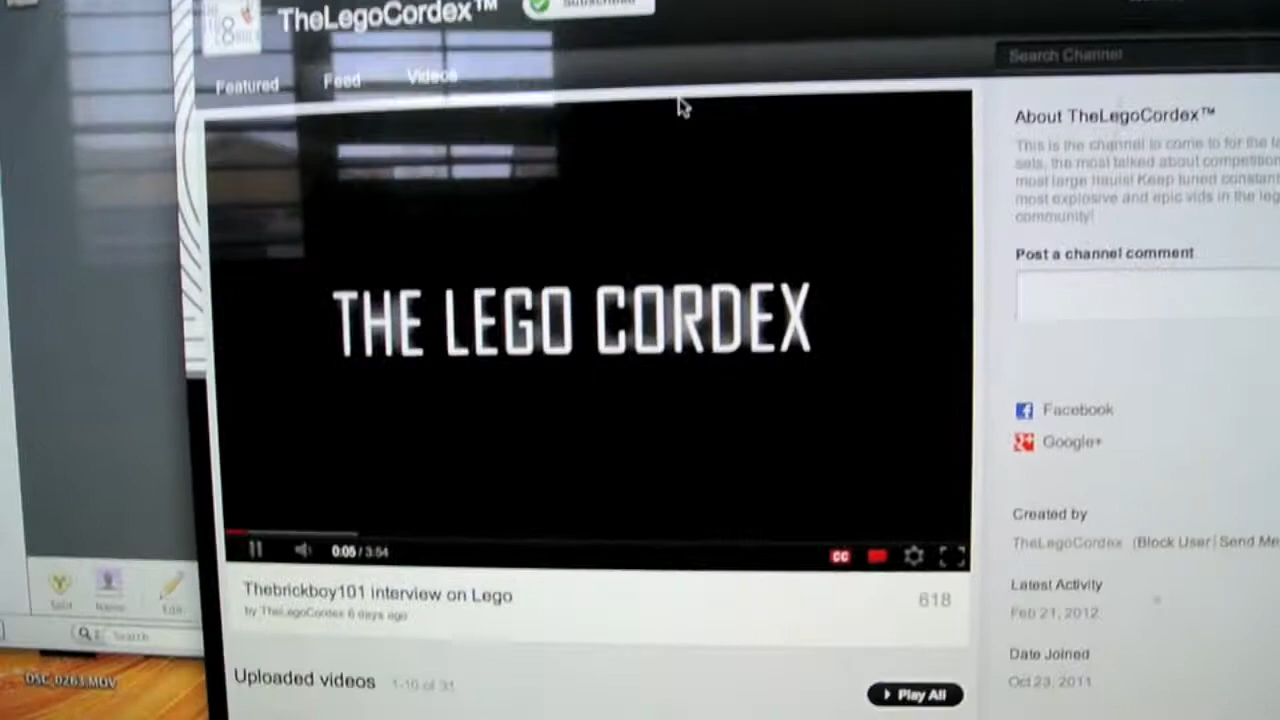 TheLegoCordex™
Subscribed
Featured Feed Videos
Search Channel
THE LEGO CORDEX
0:05 / 3:54
CC
Thebrickboy101 interview on Lego
by TheLegoCordex 6 days ago
618
Uploaded videos 1-10 of 31
Play All
About TheLegoCordex™
This is the channel to come to for the
sets, the most talked about competition
most large hauls! Keep tuned constant
most explosive and epic vids in the leg
community!
Post a channel comment
Facebook
Google+
Created by
TheLegoCordex (Block User | Send Me
Latest Activity
Feb 21, 2012
Date Joined
Oct 23, 2011
Split Name Edit
Search
DSC_0263.MOV